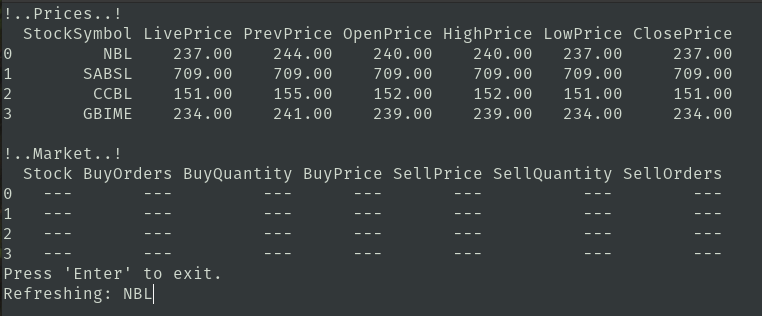 !..Prices..!
StockSymbol LivePrice PrevPrice OpenPrice HighPrice LowPrice ClosePrice
0 NBL 237.00 244.00 240.00 240.00 237.00 237.00
1 SABSL 709.00 709.00 709.00 709.00 709.00 709.00
2 CCBL 151.00 155.00 152.00 152.00 151.00 151.00
3 GBIME 234.00 241.00 239.00 239.00 234.00 234.00
!..Market..!
Stock BuyOrders BuyQuantity BuyPrice SellPrice SellQuantity SellOrders
0 --- --- --- --- --- --- ---
1 --- --- --- --- --- --- ---
2 --- --- --- --- --- --- ---
3 --- --- --- --- --- --- ---
Press 'Enter' to exit.
Refreshing: NBL